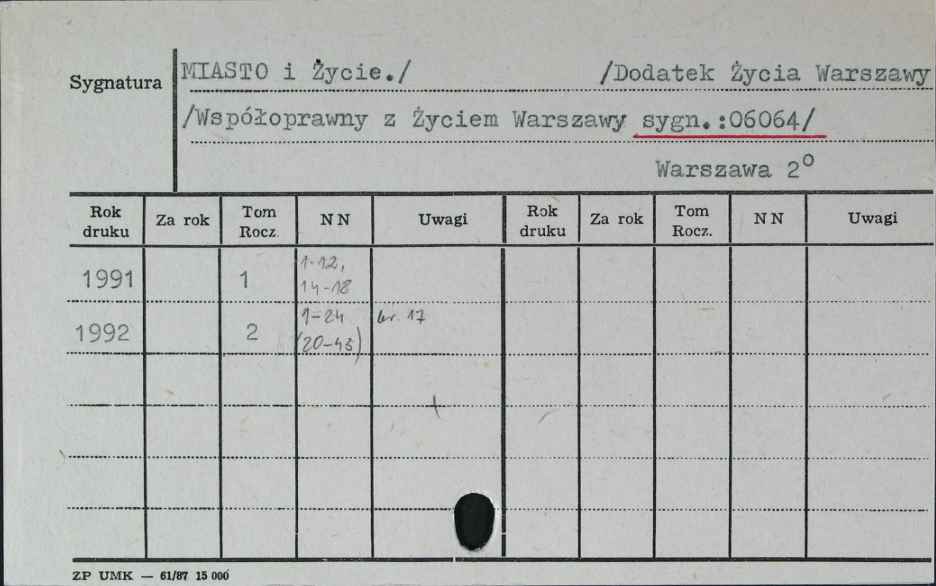 Sygnatura
MIASTO i Życie./ /Dodatek Życia Warszawy
/Współoprawny z Życiem Warszawy sygn.:06064/
Warszawa 2°
Rok druku Za rok Tom Rocz. N N Uwagi Rok druku Za rok Tom Rocz. N N Uwagi
1991 1 1-12, 14-18
1992 2 1-24 (20-43) br. 17
ZP UMK — 61/87 15 000